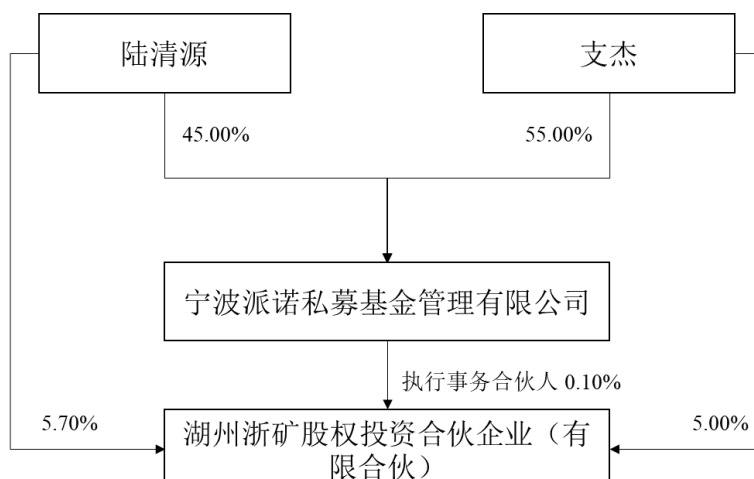 陆清源
支杰
45.00%
55.00%
宁波派诺私募基金管理有限公司
执行事务合伙人 0.10%
5.70%
湖州浙矿股权投资合伙企业（有
限合伙）
5.00%